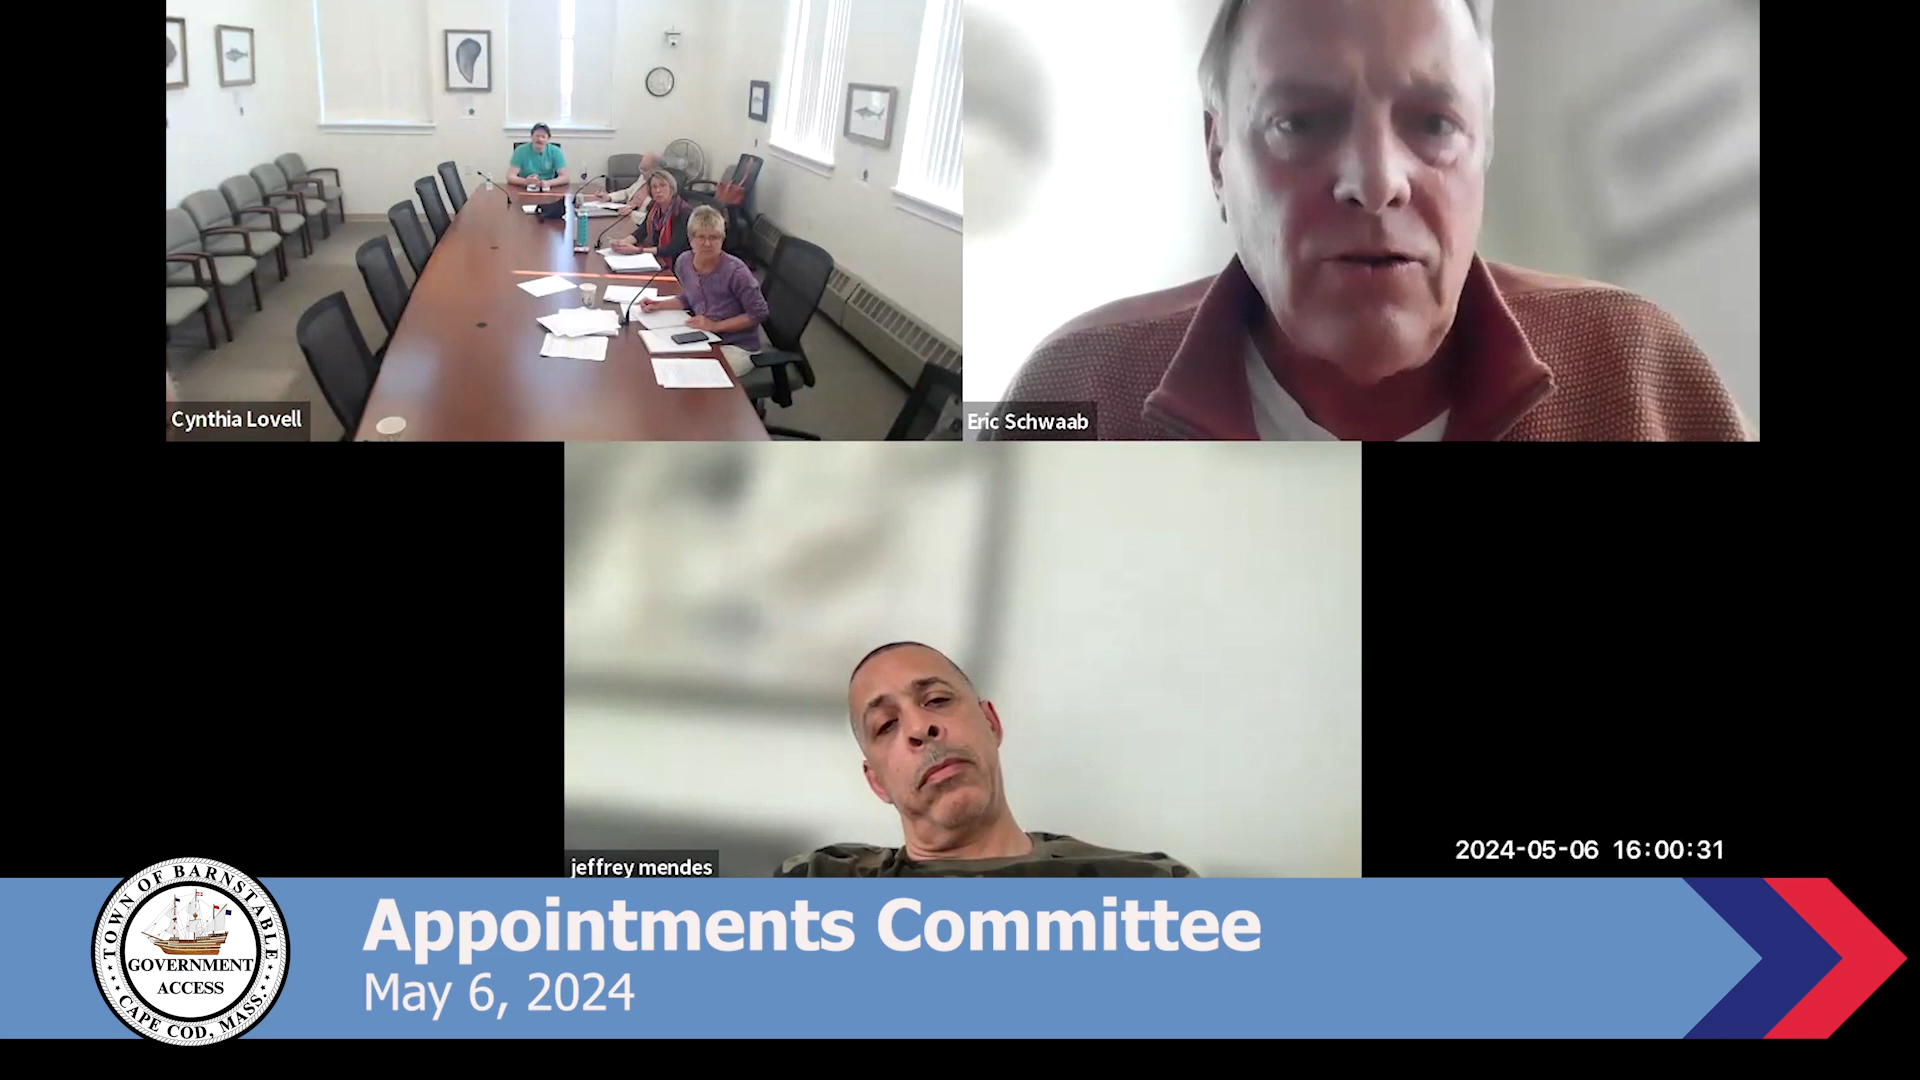 Cynthia Lovell
Eric Schwaab
jeffrey mendes
2024-05-06 16:00:31
TOWN OF BARNSTABLE
GOVERNMENT
ACCESS
CAPE COD, MASS.
Appointments Committee
May 6, 2024